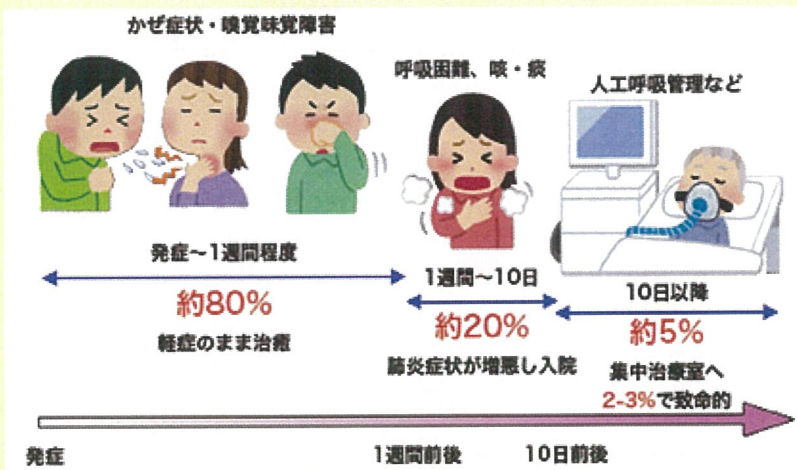 かぜ症状・嗅覚味覚障害
呼吸困難、咳・痰
人工呼吸管理など
発症〜1週間程度
約80%
軽症のまま治癒
1週間〜10日
約20%
肺炎症状が増悪し入院
10日以降
約5%
集中治療室へ
2-3%で致命的
発症
1週間前後
10日前後